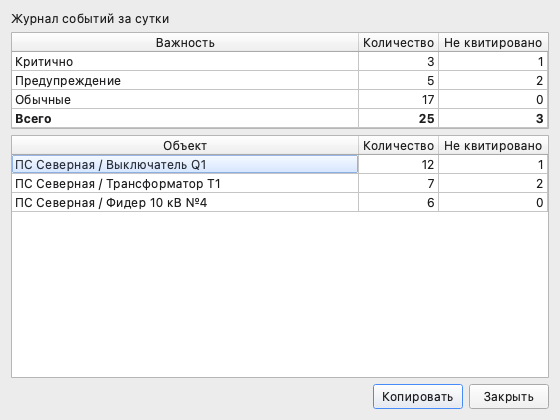 Журнал событий за сутки
Важность Количество Не квитировано
Критично 3 1
Предупреждение 5 2
Обычные 17 0
Всего 25 3
Объект Количество Не квитировано
ПС Северная / Выключатель Q1 12 1
ПС Северная / Трансформатор Т1 7 2
ПС Северная / Фидер 10 кВ №4 6 0
Копировать Закрыть